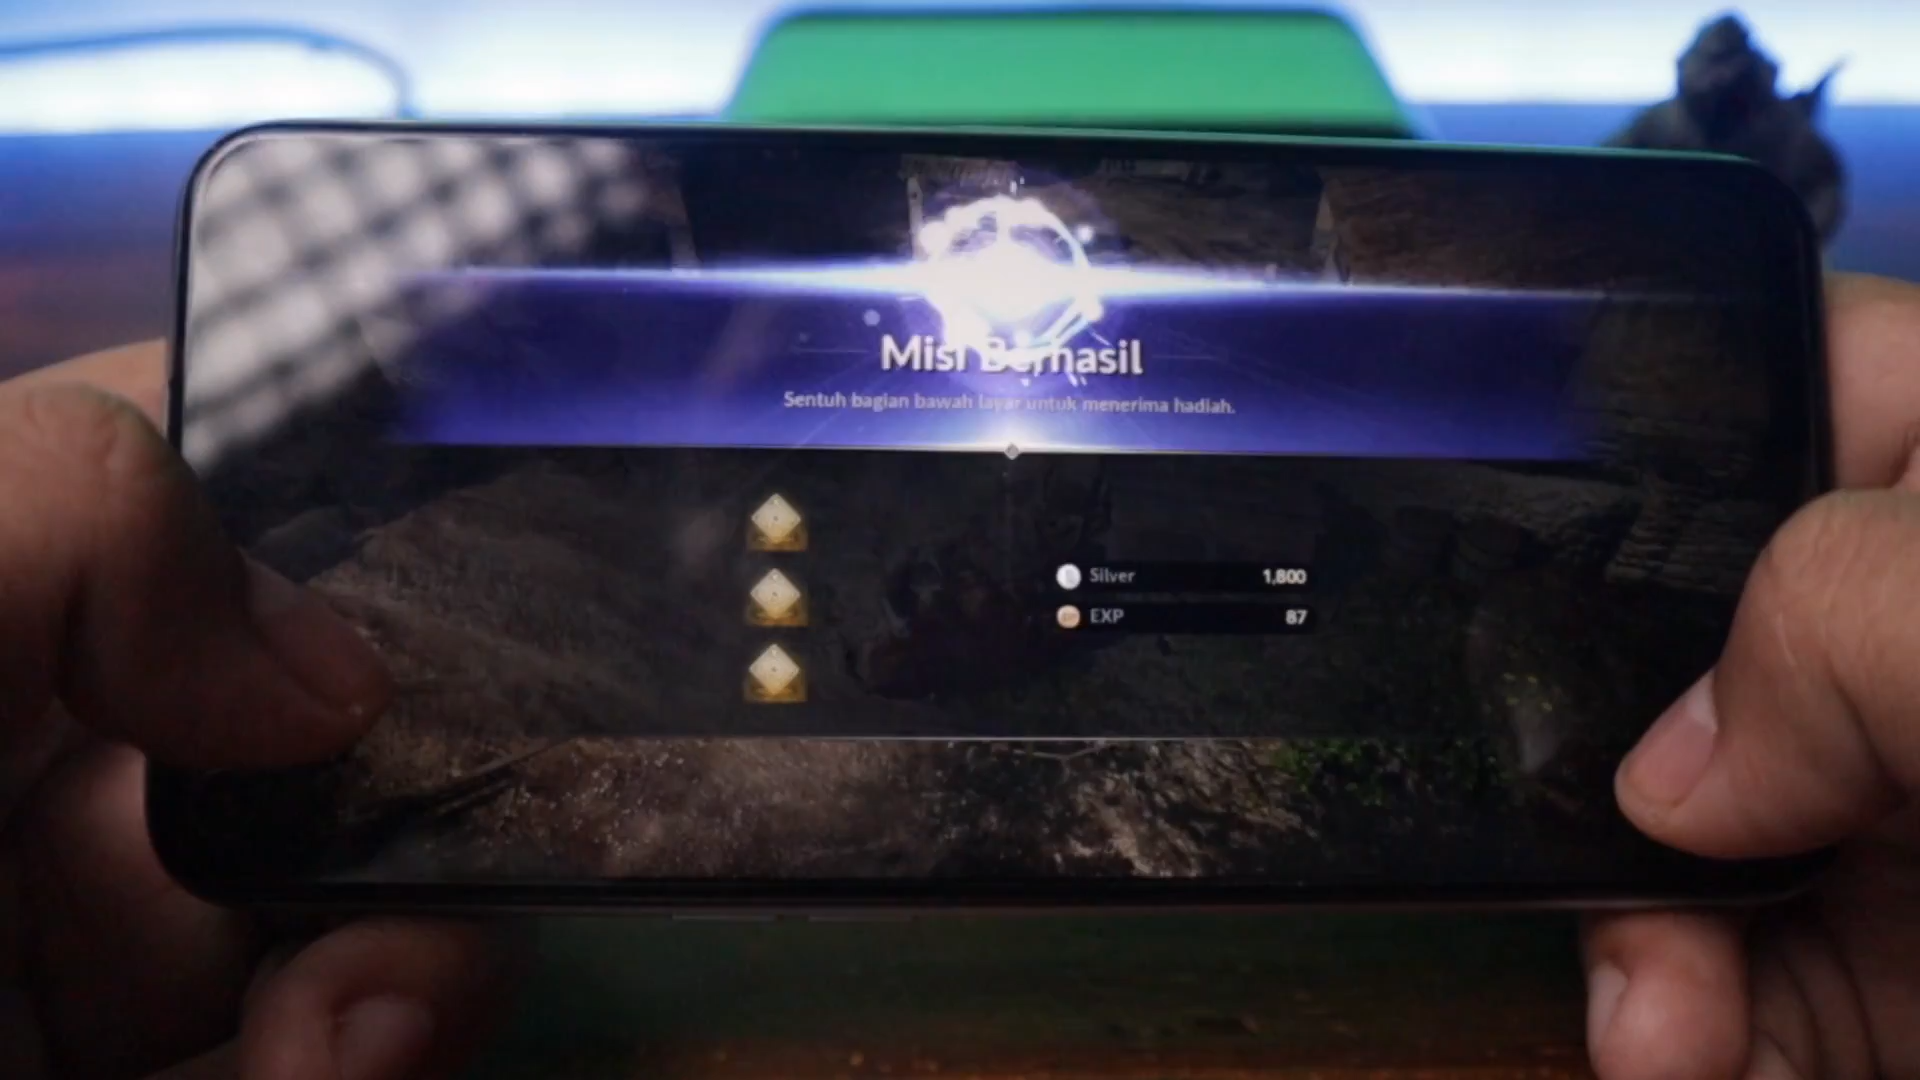 Misi Berhasil
Sentuh bagian bawah layar untuk menerima hadiah.
Silver 1,800
EXP 87